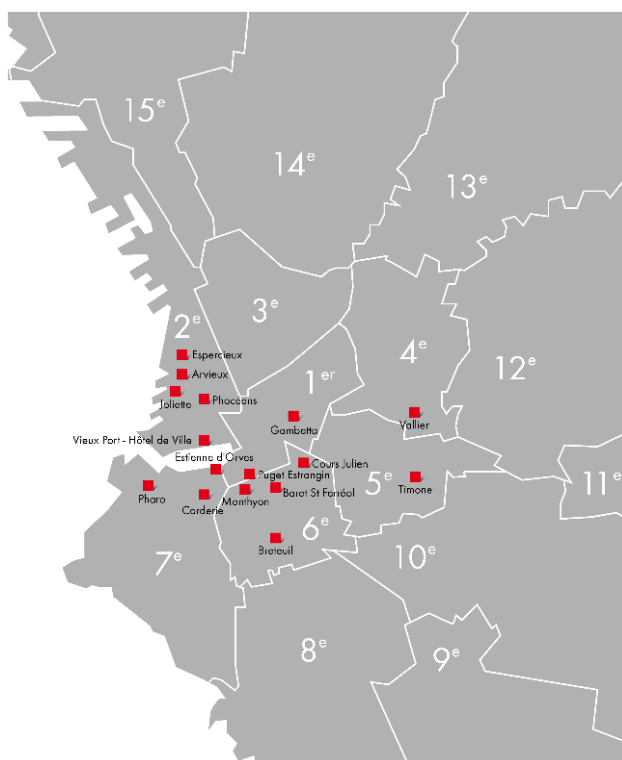 15e
14e
13e
3e
2e
Espercieux
4e
12e
Arvieux
1er
Joliette
Phocéens
Gambetta
Vallier
Vieux Port - Hôtel de Ville
Estienne d'Orves
Cours Julien
Puget Estrangin
5e
11e
Pharo
Corderie
Monthyon
Baret St Ferréol
Timone
6e
10e
Breteuil
7e
8e
9e